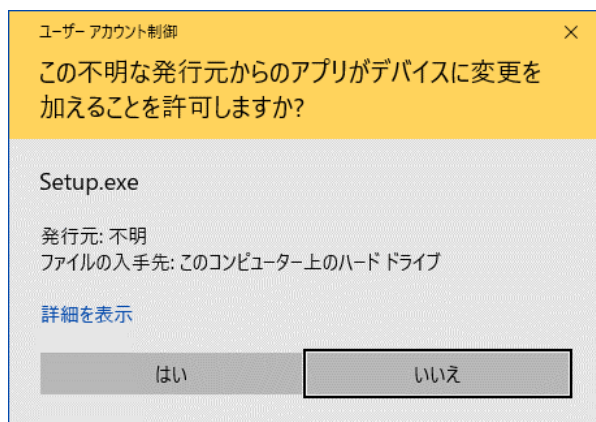 ユーザー アカウント制御
この不明な発行元からのアプリがデバイスに変更を
加えることを許可しますか?
Setup.exe
発行元: 不明
ファイルの入手先: このコンピューター上のハード ドライブ
詳細を表示
はい
いいえ